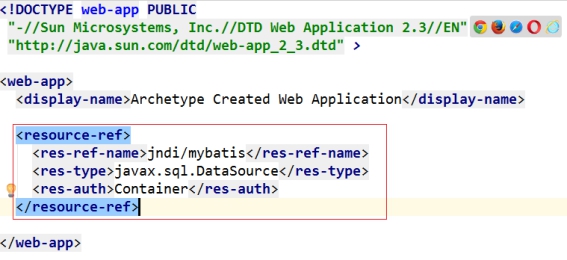 <!DOCTYPE web-app PUBLIC
"-//Sun Microsystems, Inc.//DTD Web Application 2.3//EN"
"http://java.sun.com/dtd/web-app_2_3.dtd" >
<web-app>
<display-name>Archetype Created Web Application</display-name>
<resource-ref>
<res-ref-name>jndi/mybatis</res-ref-name>
<res-type>javax.sql.DataSource</res-type>
<res-auth>Container</res-auth>
</resource-ref>
</web-app>